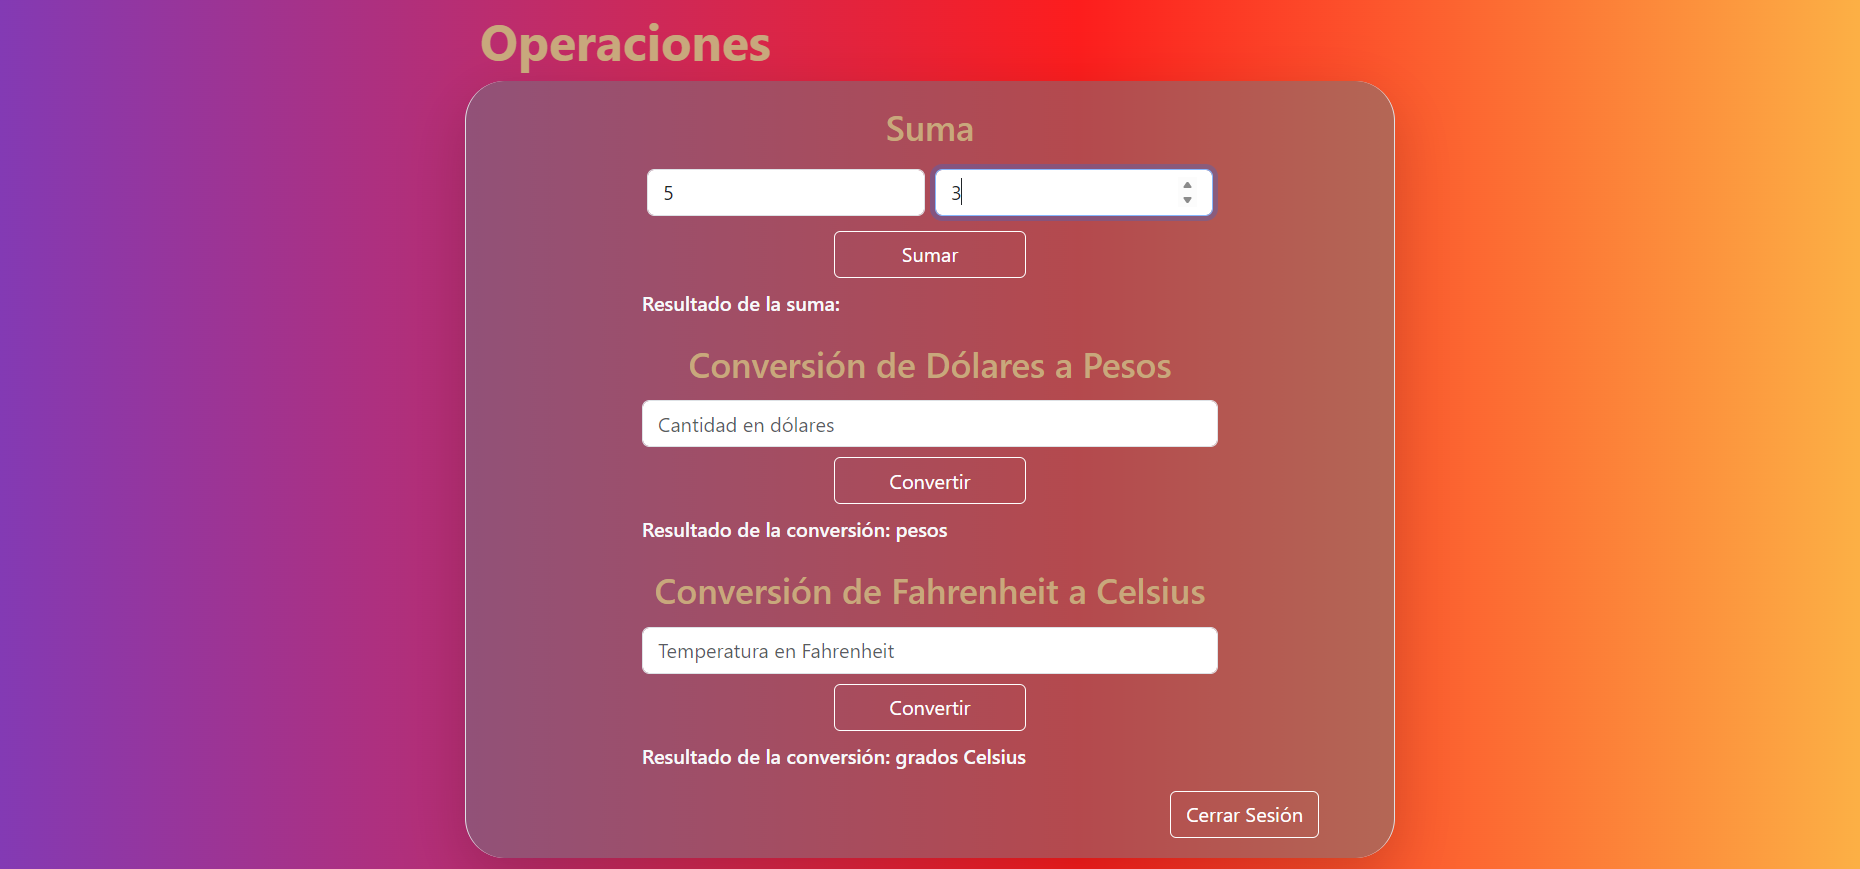 Operaciones
Suma
5 3
Sumar
Resultado de la suma:
Conversión de Dólares a Pesos
Cantidad en dólares
Convertir
Resultado de la conversión: pesos
Conversión de Fahrenheit a Celsius
Temperatura en Fahrenheit
Convertir
Resultado de la conversión: grados Celsius
Cerrar Sesión